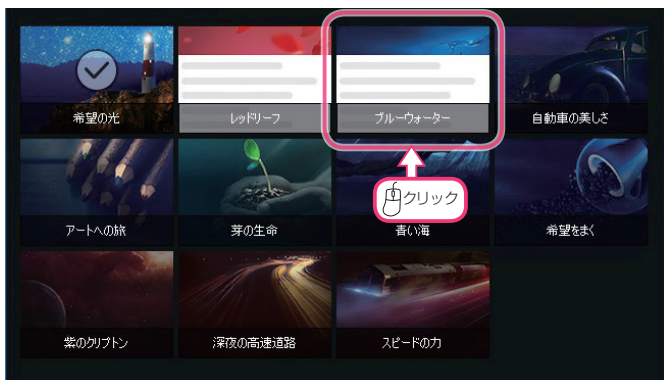 希望の光
レッドリーフ
ブルーウォーター
自動車の美しさ
クリック
アートへの旅
芽の生命
青い海
希望をまく
紫のクリプトン
深夜の高速道路
スピードの力